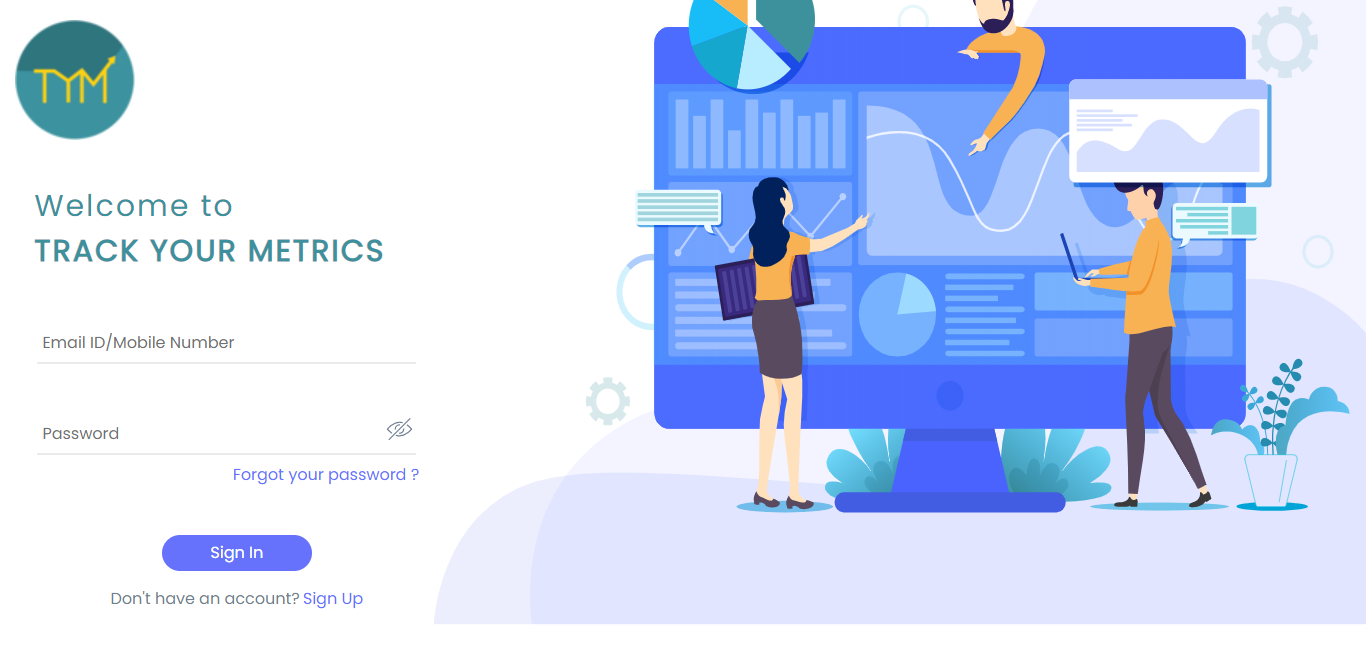 TYM
Welcome to
TRACK YOUR METRICS
Email ID/Mobile Number
Password
Forgot your password ?
Sign In
Don't have an account? Sign Up